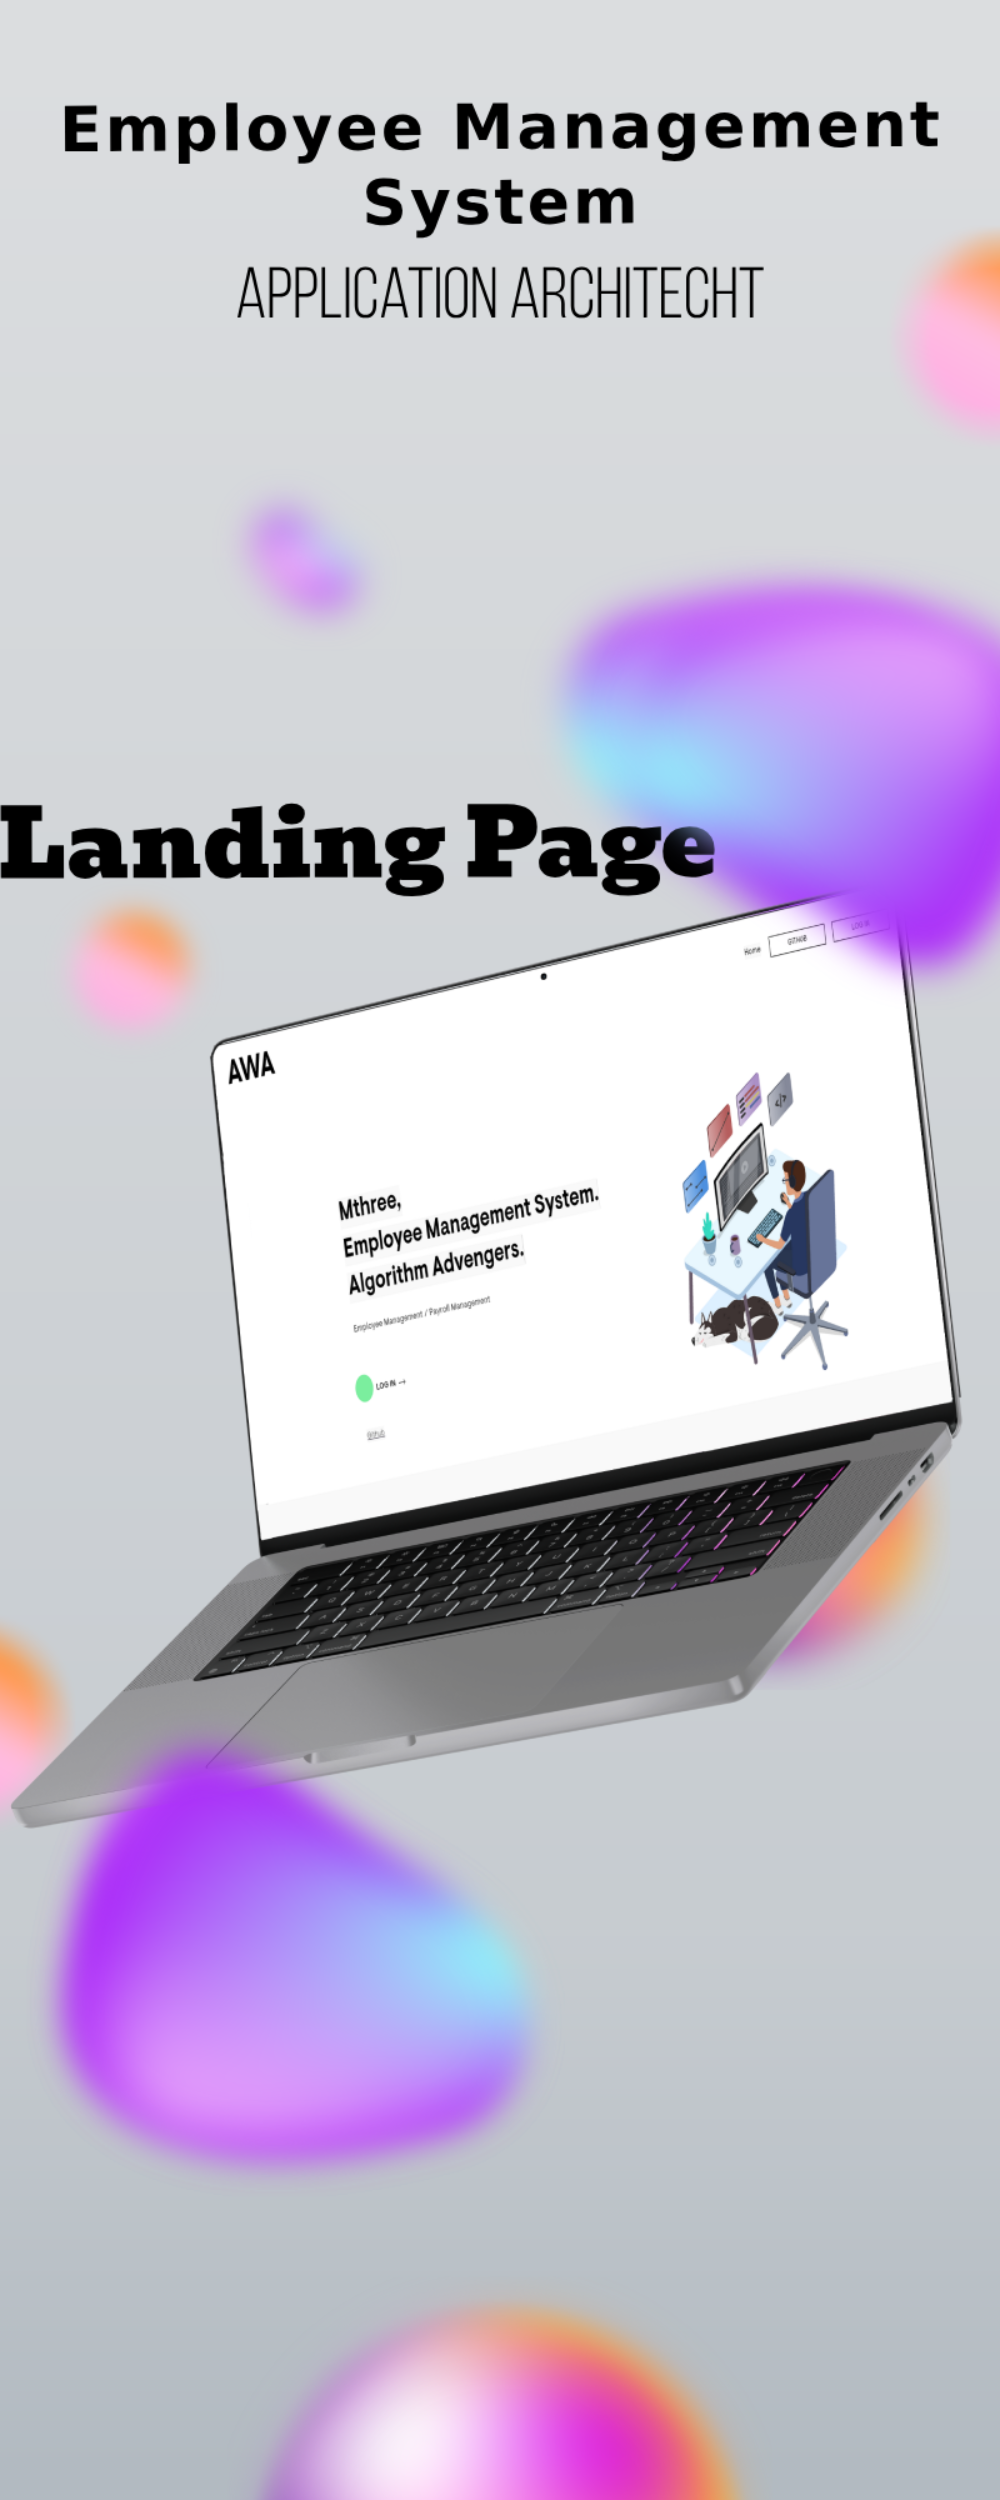 Employee Management
System
APPLICATION ARCHITECHT
Landing Page
Home GITHUB LOG IN
AWA
Mthree,
Employee Management System.
Algorithm Advengers.
Employee Management / Payroll Management
LOG IN →